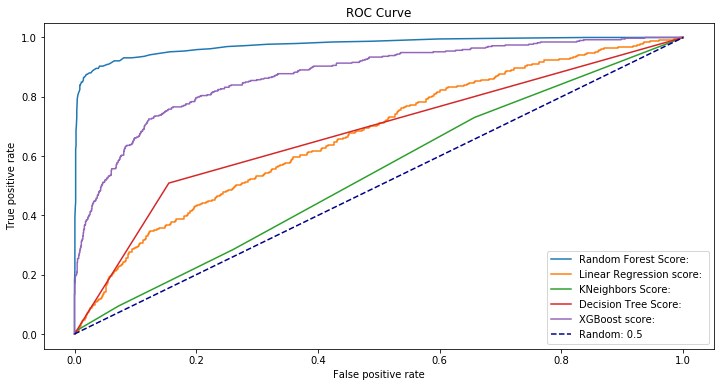 ROC Curve
1.0
0.8
0.6
0.4
0.2
0.0
True positive rate
Random Forest Score:
Linear Regression score:
KNeighbors Score:
Decision Tree Score:
XGBoost score:
Random: 0.5
0.0 0.2 0.4 0.6 0.8 1.0
False positive rate